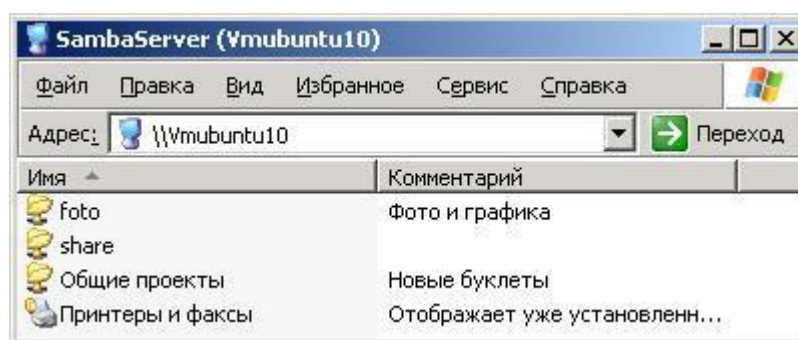 SambaServer (Vmubuntu10)
Файл Правка Вид Избранное Сервис Справка
Адрес: \\Vmubuntu10 Переход
Имя Комментарий
foto Фото и графика
share
Общие проекты Новые буклеты
Принтеры и факсы Отображает уже установленн...